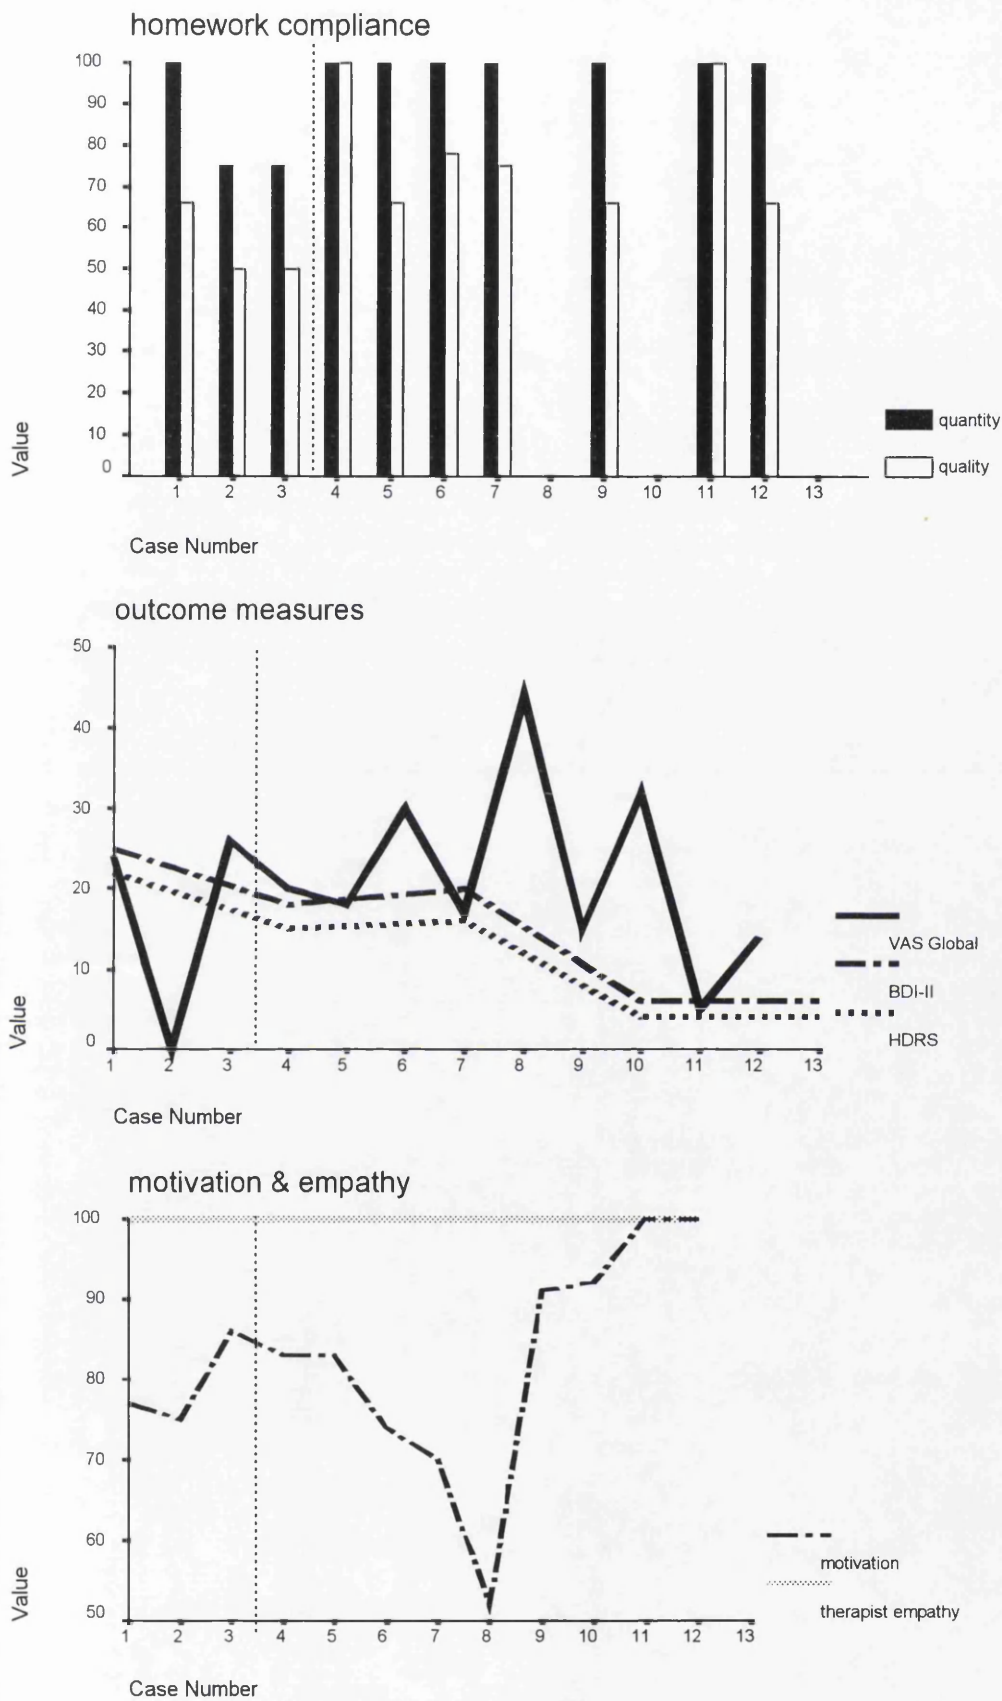 homework compliance
100
90
80
70
60
50
40
30
20
10
0
Value
1 2 3 4 5 6 7 8 9 10 11 12 13
Case Number
quantity
quality
outcome measures
50
40
30
20
10
0
Value
1 2 3 4 5 6 7 8 9 10 11 12 13
Case Number
VAS Global
BDI-II
HDRS
motivation & empathy
100
90
80
70
60
50
Value
1 2 3 4 5 6 7 8 9 10 11 12 13
Case Number
motivation
therapist empathy